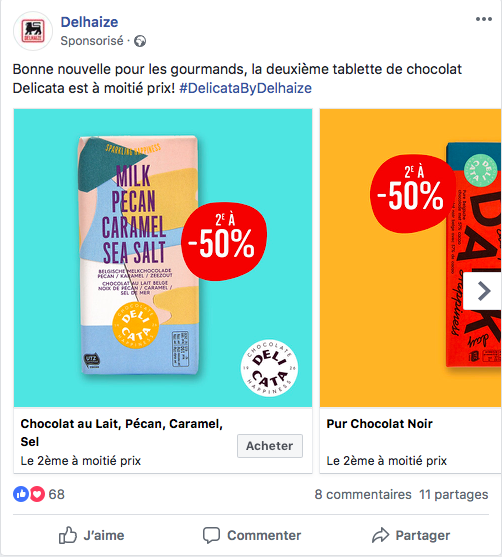 Delhaize
Sponsorisé ·
DELHAIZE
Bonne nouvelle pour les gourmands, la deuxième tablette de chocolat
Delicata est à moitié prix! #DelicataByDelhaize
SPARKLING HAPPINESS
MILK
PECAN
CARAMEL
SEA SALT
BELGISCHE MELKCHOCOLADE
PECAN / KARAMEL / ZEEZOUT
CHOCOLAT AU LAIT BELGE
NOIX DE PÉCAN / CARAMEL /
SEL DE MER
DELI
CATA
UTZ
2E À
-50%
CHOCOLATE
DELI
CATA
HAPPINESS
2E À
-50%
DELI
CATA
DARK
happiness
day
Chocolat au Lait, Pécan, Caramel,
Sel
Le 2ème à moitié prix
Acheter
Pur Chocolat Noir
Le 2ème à moitié prix
68
8 commentaires 11 partages
J'aime
Commenter
Partager